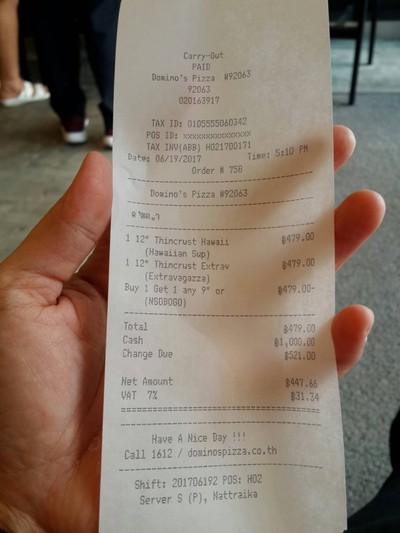 Carry-Out
PAID
Domino's Pizza #92063
92063
020163917
TAX ID: 0105555060342
POS ID: xxxxxxxxxxxxxxx
TAX INV(ABB) H021700171
Date: 06/19/2017 Time: 5:10 PM
Order # 758
Domino's Pizza #92063
1 12" Thincrust Hawaii ฿479.00
(Hawaiian Sup)
1 12" Thincrust Extrav ฿479.00
(Extravagazza)
Buy 1 Get 1 any 9" or ฿479.00-
(NSOBOGO)
Total ฿479.00
Cash ฿1,000.00
Change Due ฿521.00
Net Amount ฿447.66
VAT 7% ฿31.34
Have A Nice Day !!!
Call 1612 / dominospizza.co.th
Shift: 201706192 POS: H02
Server S (P), Nattraika